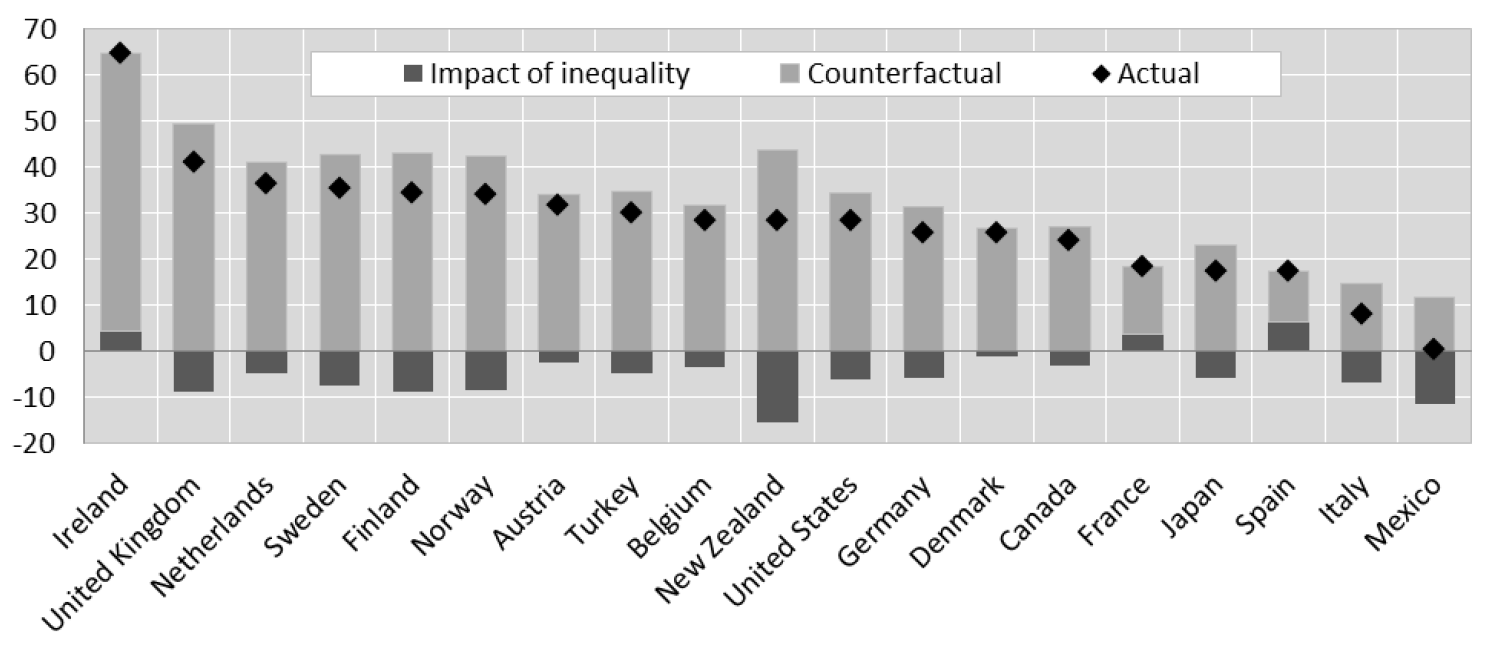 70
60
50
40
30
20
10
0
-10
-20
Impact of inequality Counterfactual Actual
Ireland
United Kingdom
Netherlands
Sweden
Finland
Norway
Austria
Turkey
Belgium
New Zealand
United States
Germany
Denmark
Canada
France
Japan
Spain
Italy
Mexico